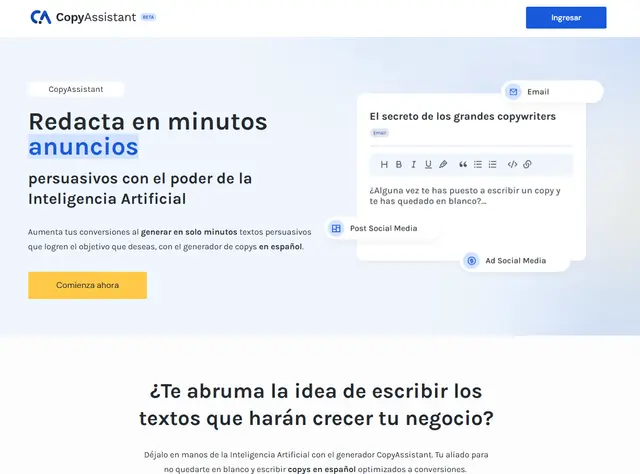 CA CopyAssistant BETA
Ingresar
CopyAssistant
Redacta en minutos
anuncios
persuasivos con el poder de la
Inteligencia Artificial
Aumenta tus conversiones al generar en solo minutos textos persuasivos
que logren el objetivo que deseas, con el generador de copys en español.
Comienza ahora
Email
El secreto de los grandes copywriters
Email
H B I U
¿Alguna vez te has puesto a escribir un copy y
te has quedado en blanco?...
Post Social Media
Ad Social Media
¿Te abruma la idea de escribir los
textos que harán crecer tu negocio?
Déjalo en manos de la Inteligencia Artificial con el generador CopyAssistant. Tu aliado para
no quedarte en blanco y escribir copys en español optimizados a conversiones.